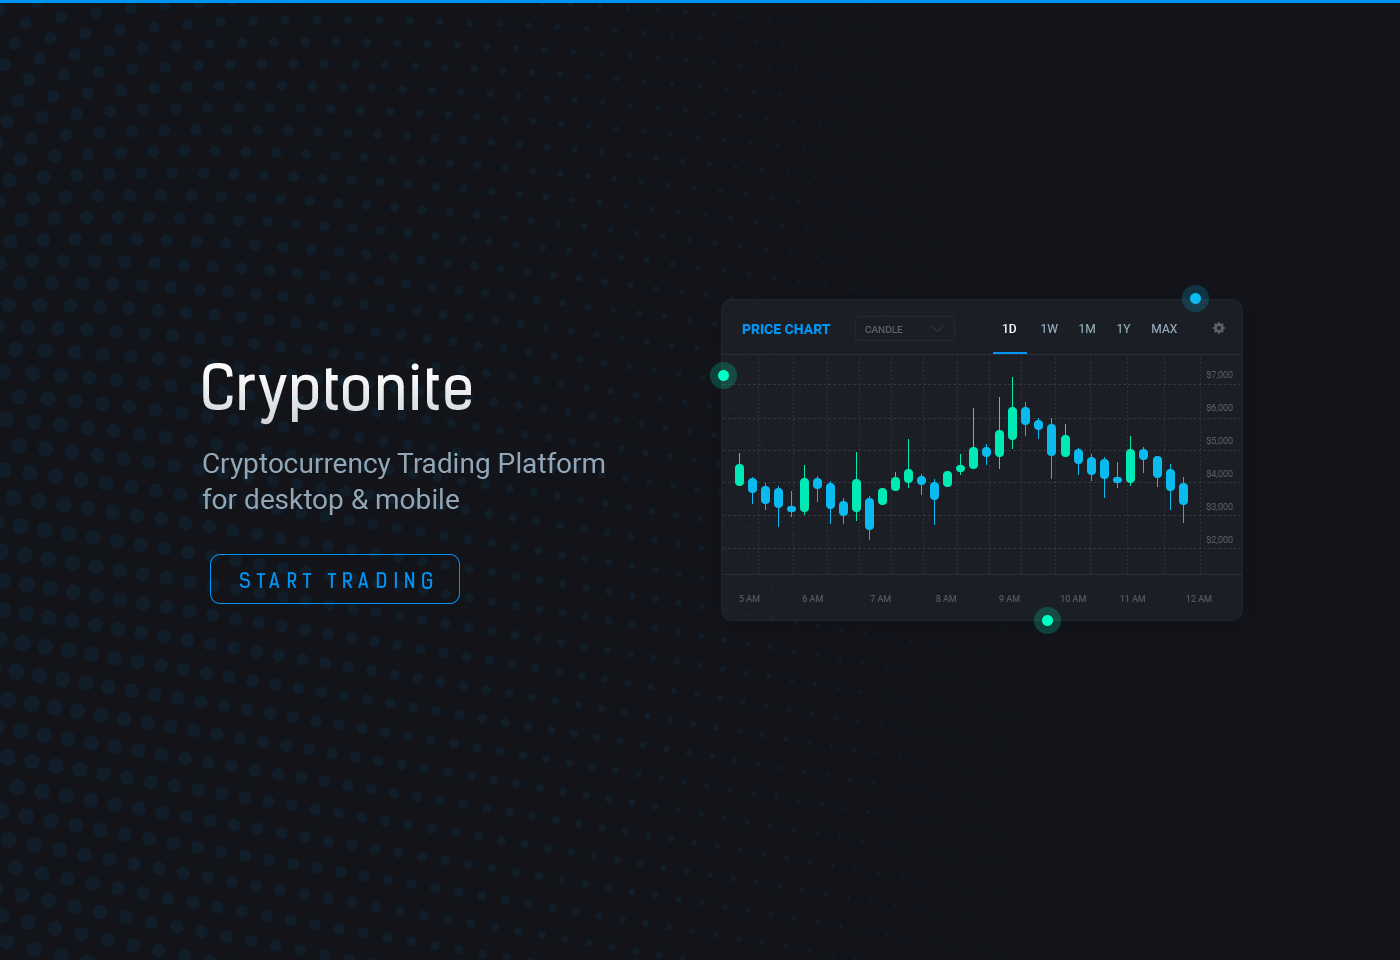 Cryptonite
Cryptocurrency Trading Platform
for desktop & mobile
START TRADING
PRICE CHART
CANDLE
1D 1W 1M 1Y MAX
$7,000
$6,000
$5,000
$4,000
$3,000
$2,000
5 AM 6 AM 7 AM 8 AM 9 AM 10 AM 11 AM 12 AM